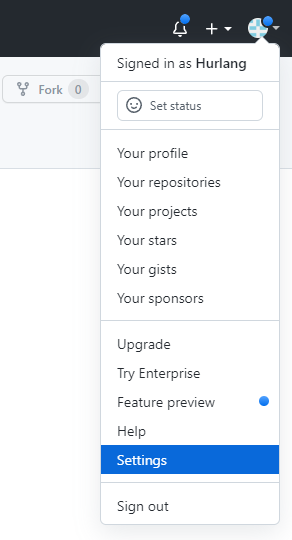 Fork 0
Signed in as Hurlang
Set status
Your profile
Your repositories
Your projects
Your stars
Your gists
Your sponsors
Upgrade
Try Enterprise
Feature preview
Help
Settings
Sign out